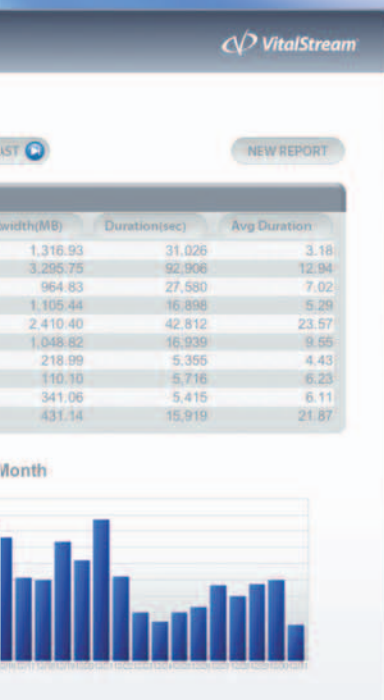 VitalStream
AST
NEW REPORT
width(MB) Duration(sec) Avg Duration
1,316.93 31,026 3.18
3,295.75 92,906 12.94
964.83 27,580 7.02
1,105.44 16,898 5.29
2,410.40 42,812 23.57
1,048.82 16,939 9.55
218.99 5,355 4.43
110.10 5,716 6.23
341.06 5,415 6.11
431.14 15,919 21.87
Month